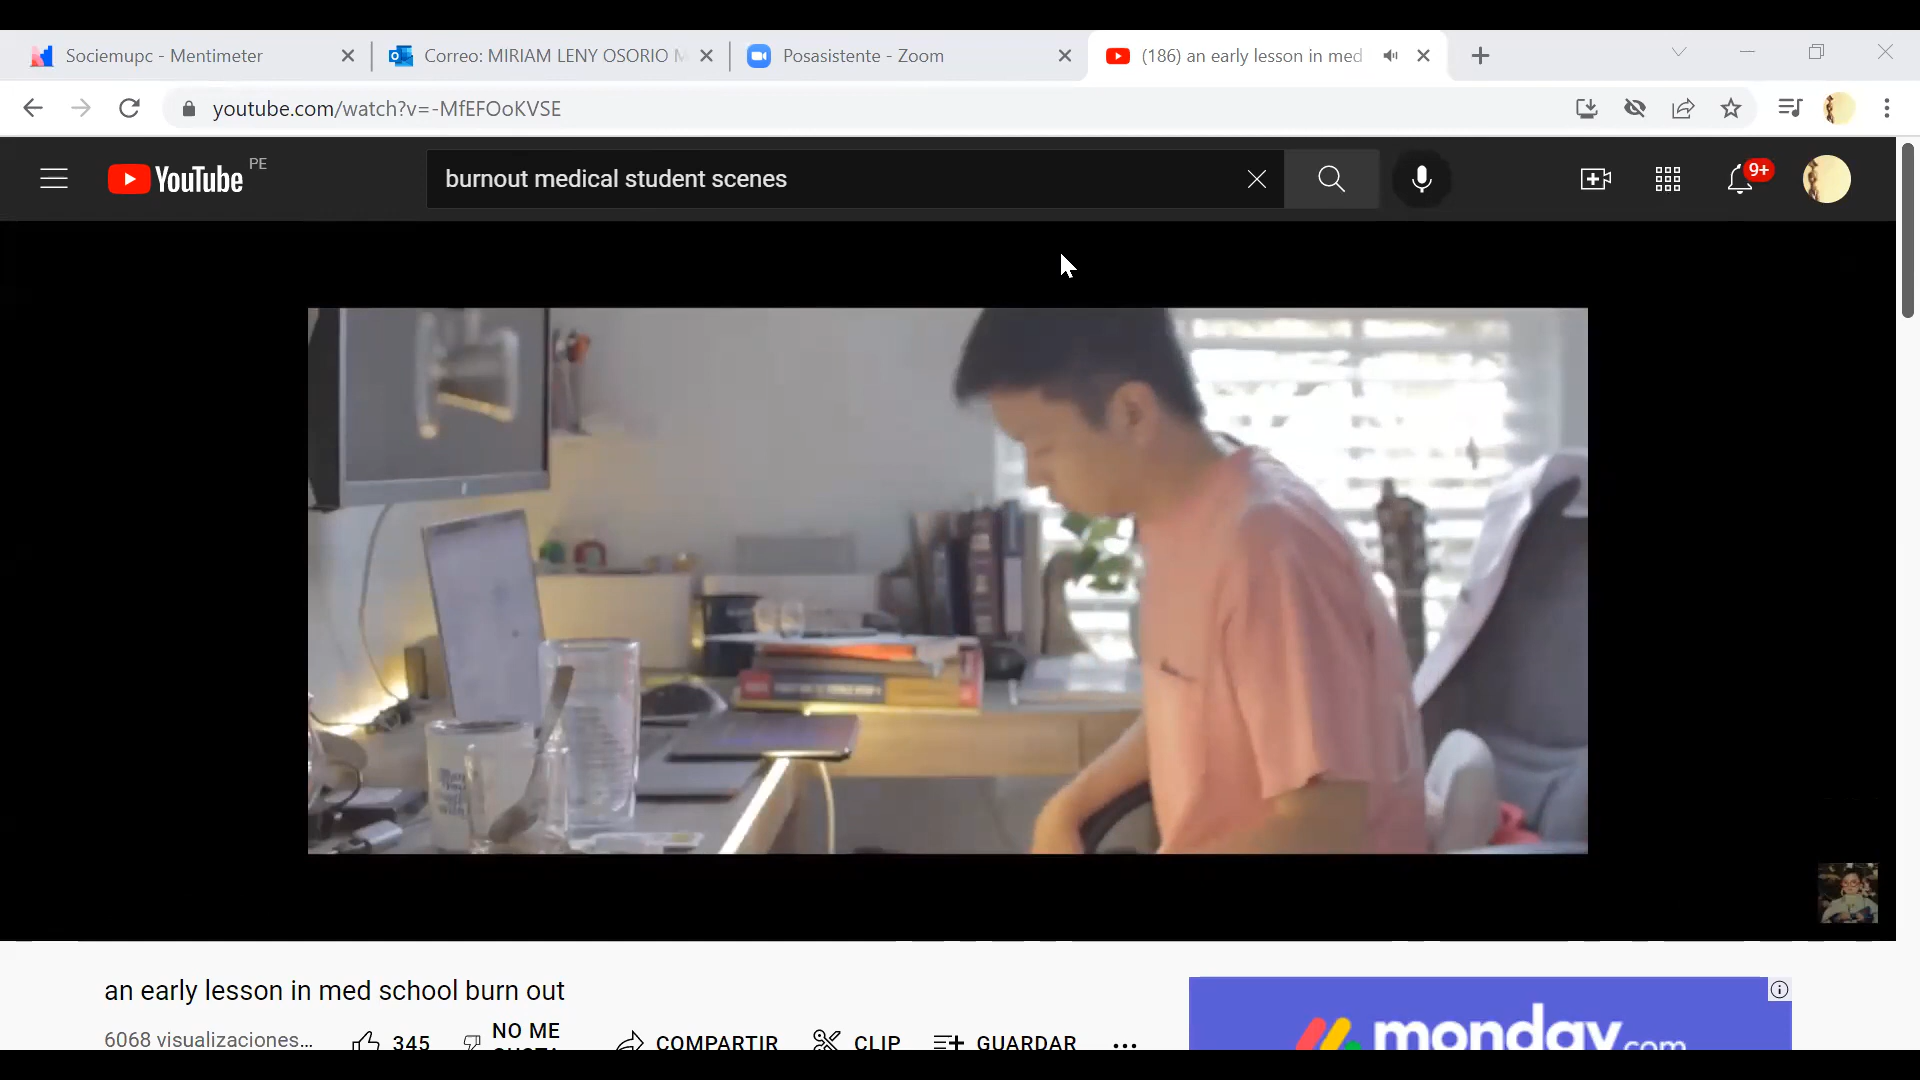 Sociemupc - Mentimeter
Correo: MIRIAM LENY OSORIO M
Posasistente - Zoom
(186) an early lesson in med
youtube.com/watch?v=-MfEFOoKVSE
YouTube PE
burnout medical student scenes
9+
an early lesson in med school burn out
6068 visualizaciones...
345
NO ME
GUSTA
COMPARTIR
CLIP
GUARDAR
monday.com